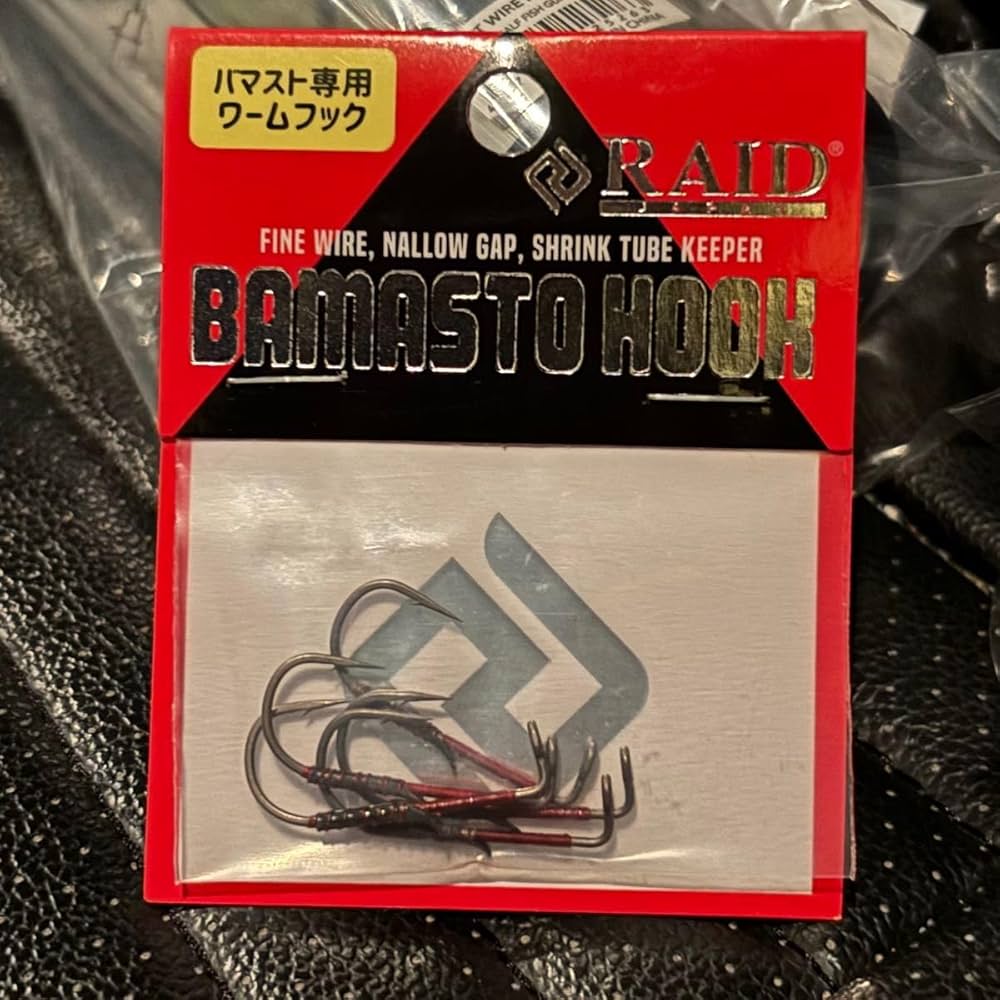 バマスト専用
ワームフック
RAID®
JAPAN
FINE WIRE, NALLOW GAP, SHRINK TUBE KEEPER
BAMASTO HOOK